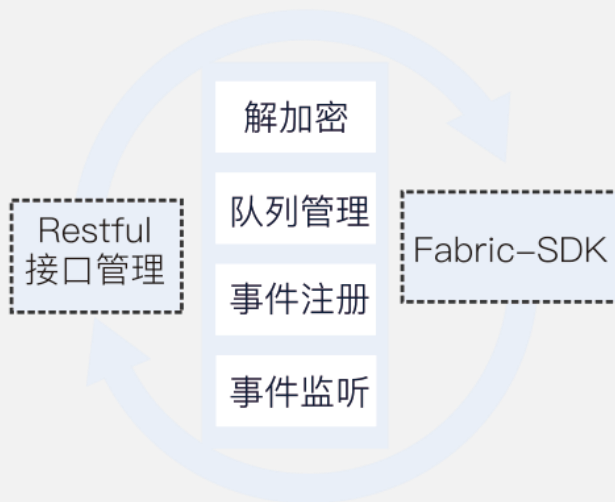 解加密
队列管理
事件注册
事件监听
Restful
接口管理
Fabric-SDK